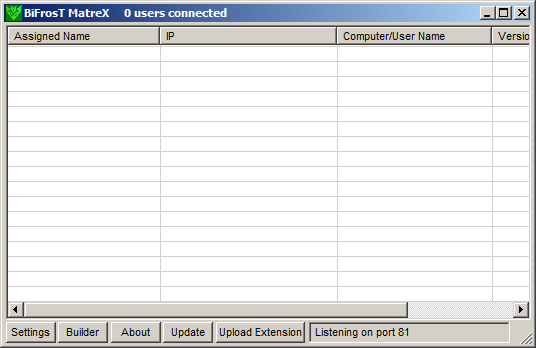 BiFrosT MatreX    0 users connected
Assigned Name IP Computer/User Name Versio
Settings Builder About Update Upload Extension Listening on port 81